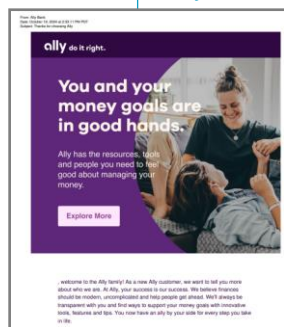 From: Ally Bank
Subject: Thanks for choosing Ally
ally do it right.
You and your
money goals are
in good hands.
Ally has the resources, tools
and people you need to feel
good about managing your
money.
Explore More
, welcome to the Ally family! As a new Ally customer, we want to tell you more
about who we are. At Ally, your success is our success. We believe finances
should be modern, uncomplicated and help people get ahead. We'll always be
transparent with you and find ways to support your money goals with innovative
tools, features and tips. You now have an ally by your side for every step you take
in life.